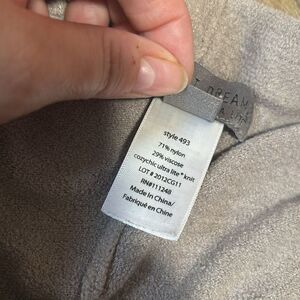 DREAM
style 493
71% nylon
29% viscose
cozychic ultra lite® knit
LOT # 2012CG11
RN#111248
Made in China/
Fabriqué en Chine